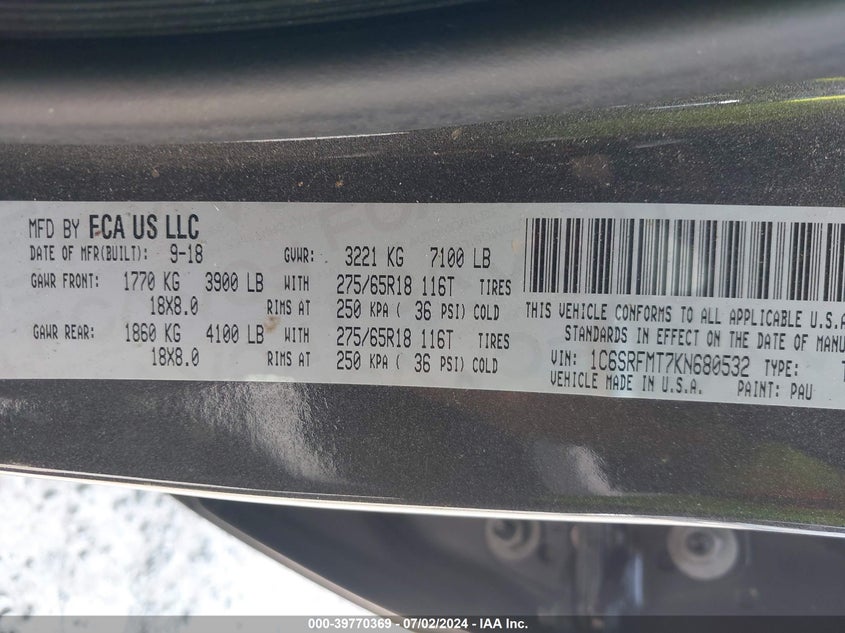 MFD BY FCA US LLC
DATE OF MFR(BUILT): 9-18 GVWR: 3221 KG 7100 LB
GAWR FRONT: 1770 KG 3900 LB WITH 275/65R18 116T TIRES
18X8.0 RIMS AT 250 KPA ( 36 PSI) COLD
GAWR REAR: 1860 KG 4100 LB WITH 275/65R18 116T TIRES
18X8.0 RIMS AT 250 KPA ( 36 PSI) COLD
THIS VEHICLE CONFORMS TO ALL APPLICABLE U.S.A.
STANDARDS IN EFFECT ON THE DATE OF MANU
VIN: 1C6SRFMT7KN680532 TYPE: T
VEHICLE MADE IN U.S.A. PAINT: PAU
000-39770369 - 07/02/2024 - IAA Inc.